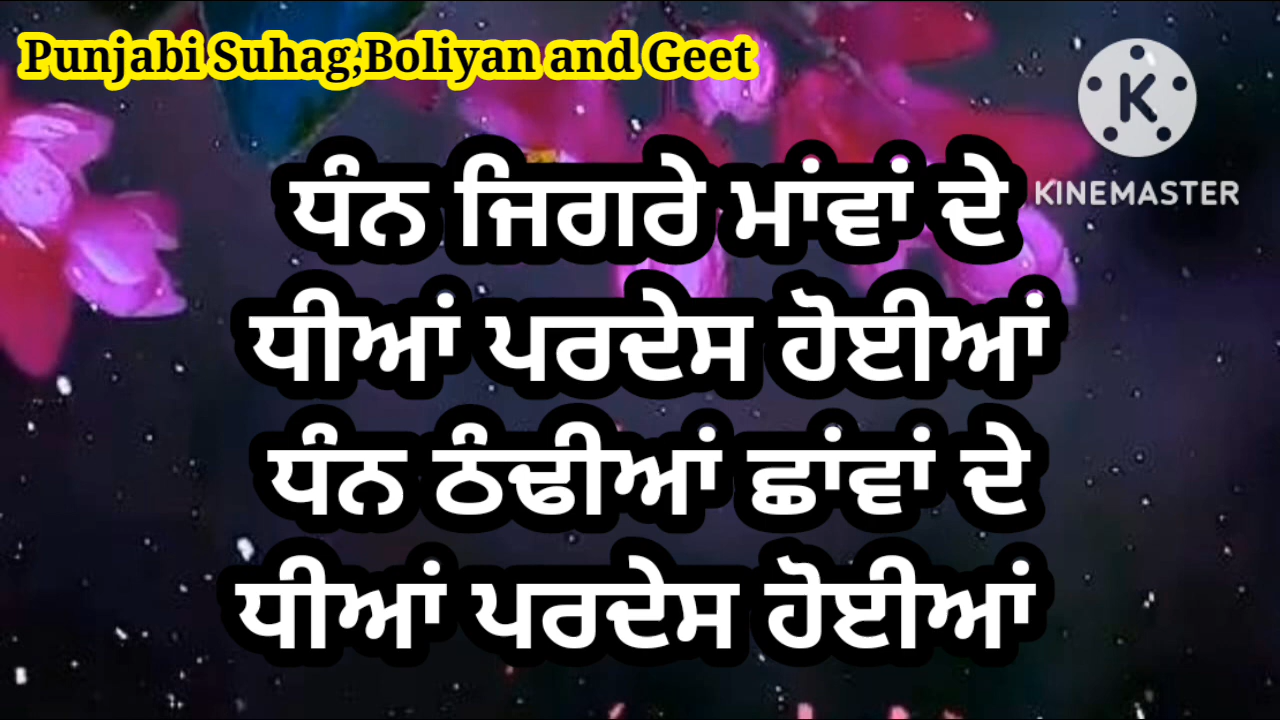 Punjabi Suhag,Boliyan and Geet
K
KINEMASTER
ਧੰਨ ਜਿਗਰੇ ਮਾਂਵਾਂ ਦੇ
ਧੀਆਂ ਪਰਦੇਸ ਹੋਈਆਂ
ਧੰਨ ਠੰਢੀਆਂ ਛਾਂਵਾਂ ਦੇ
ਧੀਆਂ ਪਰਦੇਸ ਹੋਈਆਂ